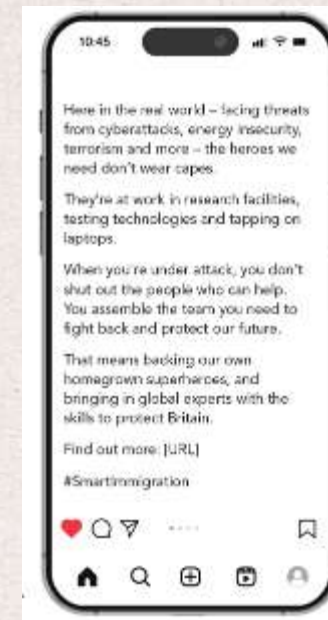 10:45
Here in the real world – facing threats
from cyberattacks, energy insecurity,
terrorism and more – the heroes we
need don't wear capes.
They're at work in research facilities,
testing technologies and tapping on
laptops.
When you're under attack, you don't
shut out the people who can help.
You assemble the team you need to
fight back and protect our future.
That means backing our own
homegrown superheroes, and
bringing in global experts with the
skills to protect Britain.
Find out more: [URL]
#SmartImmigration